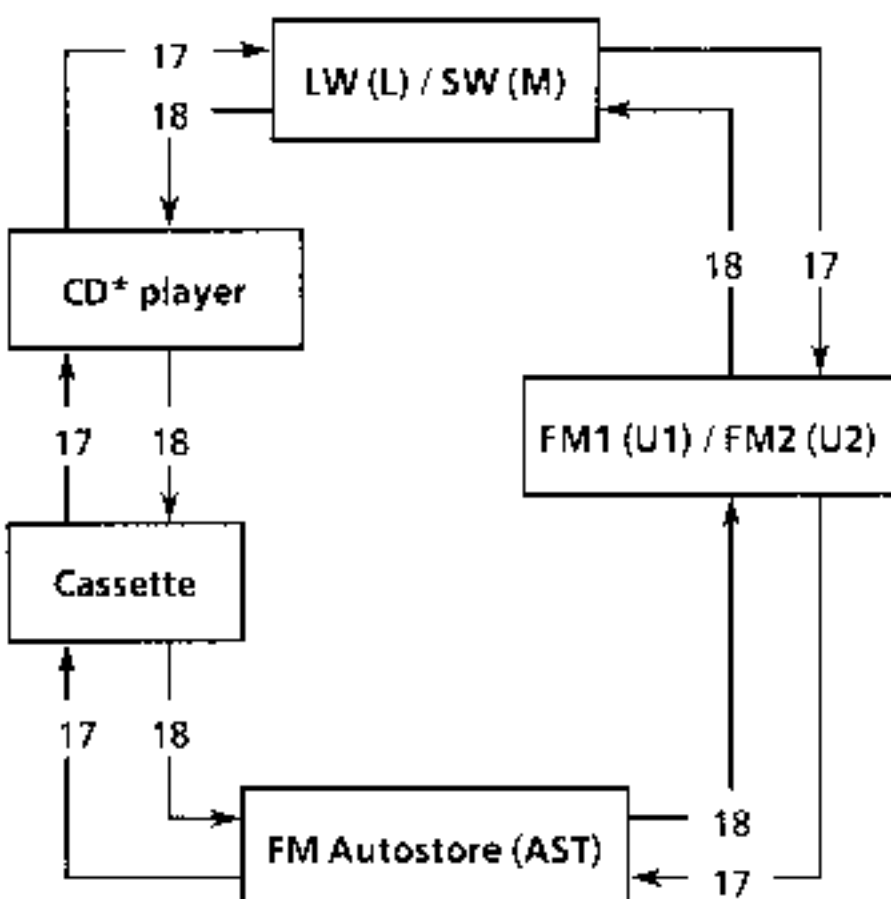 17
LW (L) / SW (M)
18
CD* player
18
17
17
18
FM1 (U1) / FM2 (U2)
Cassette
17
18
18
FM Autostore (AST)
17